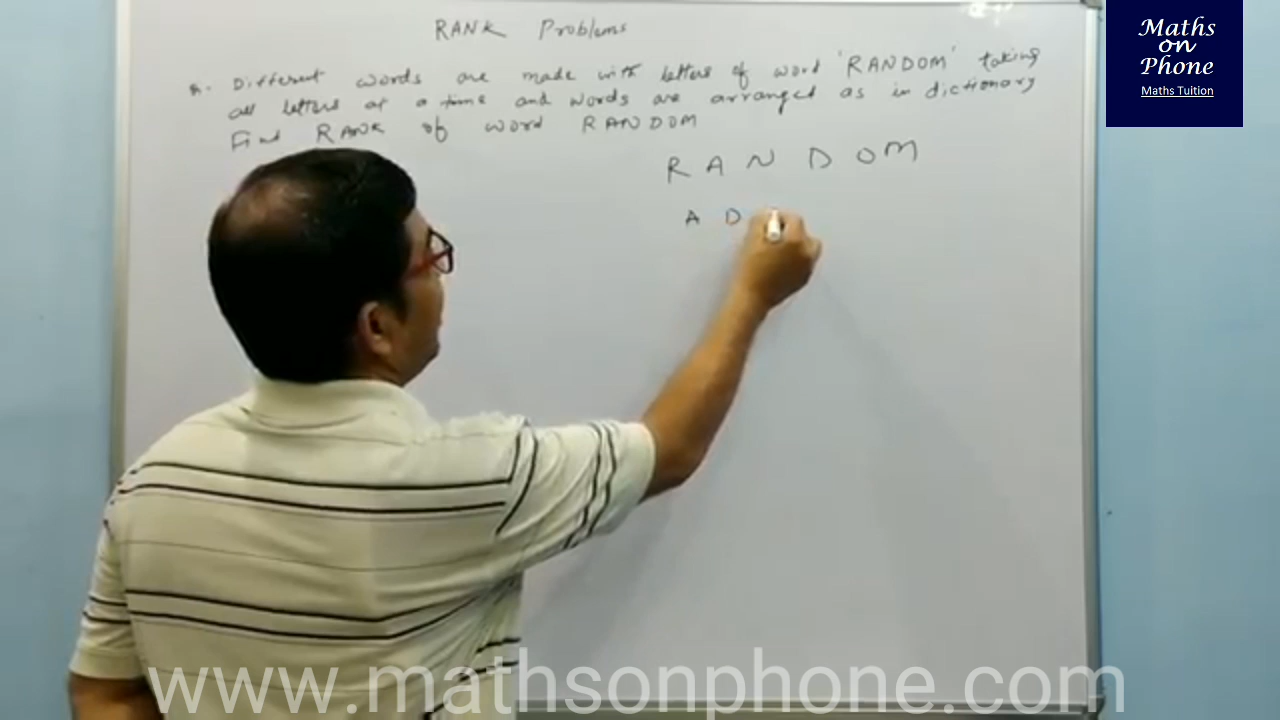 RANK Problems
Q. Different words are made with letters of word 'RANDOM' taking
all letters at a time and words are arranged as in dictionary
Find RANK of word RANDOM
R A N D O M
A D
Maths
on
Phone
Maths Tuition
www.mathsonphone.com